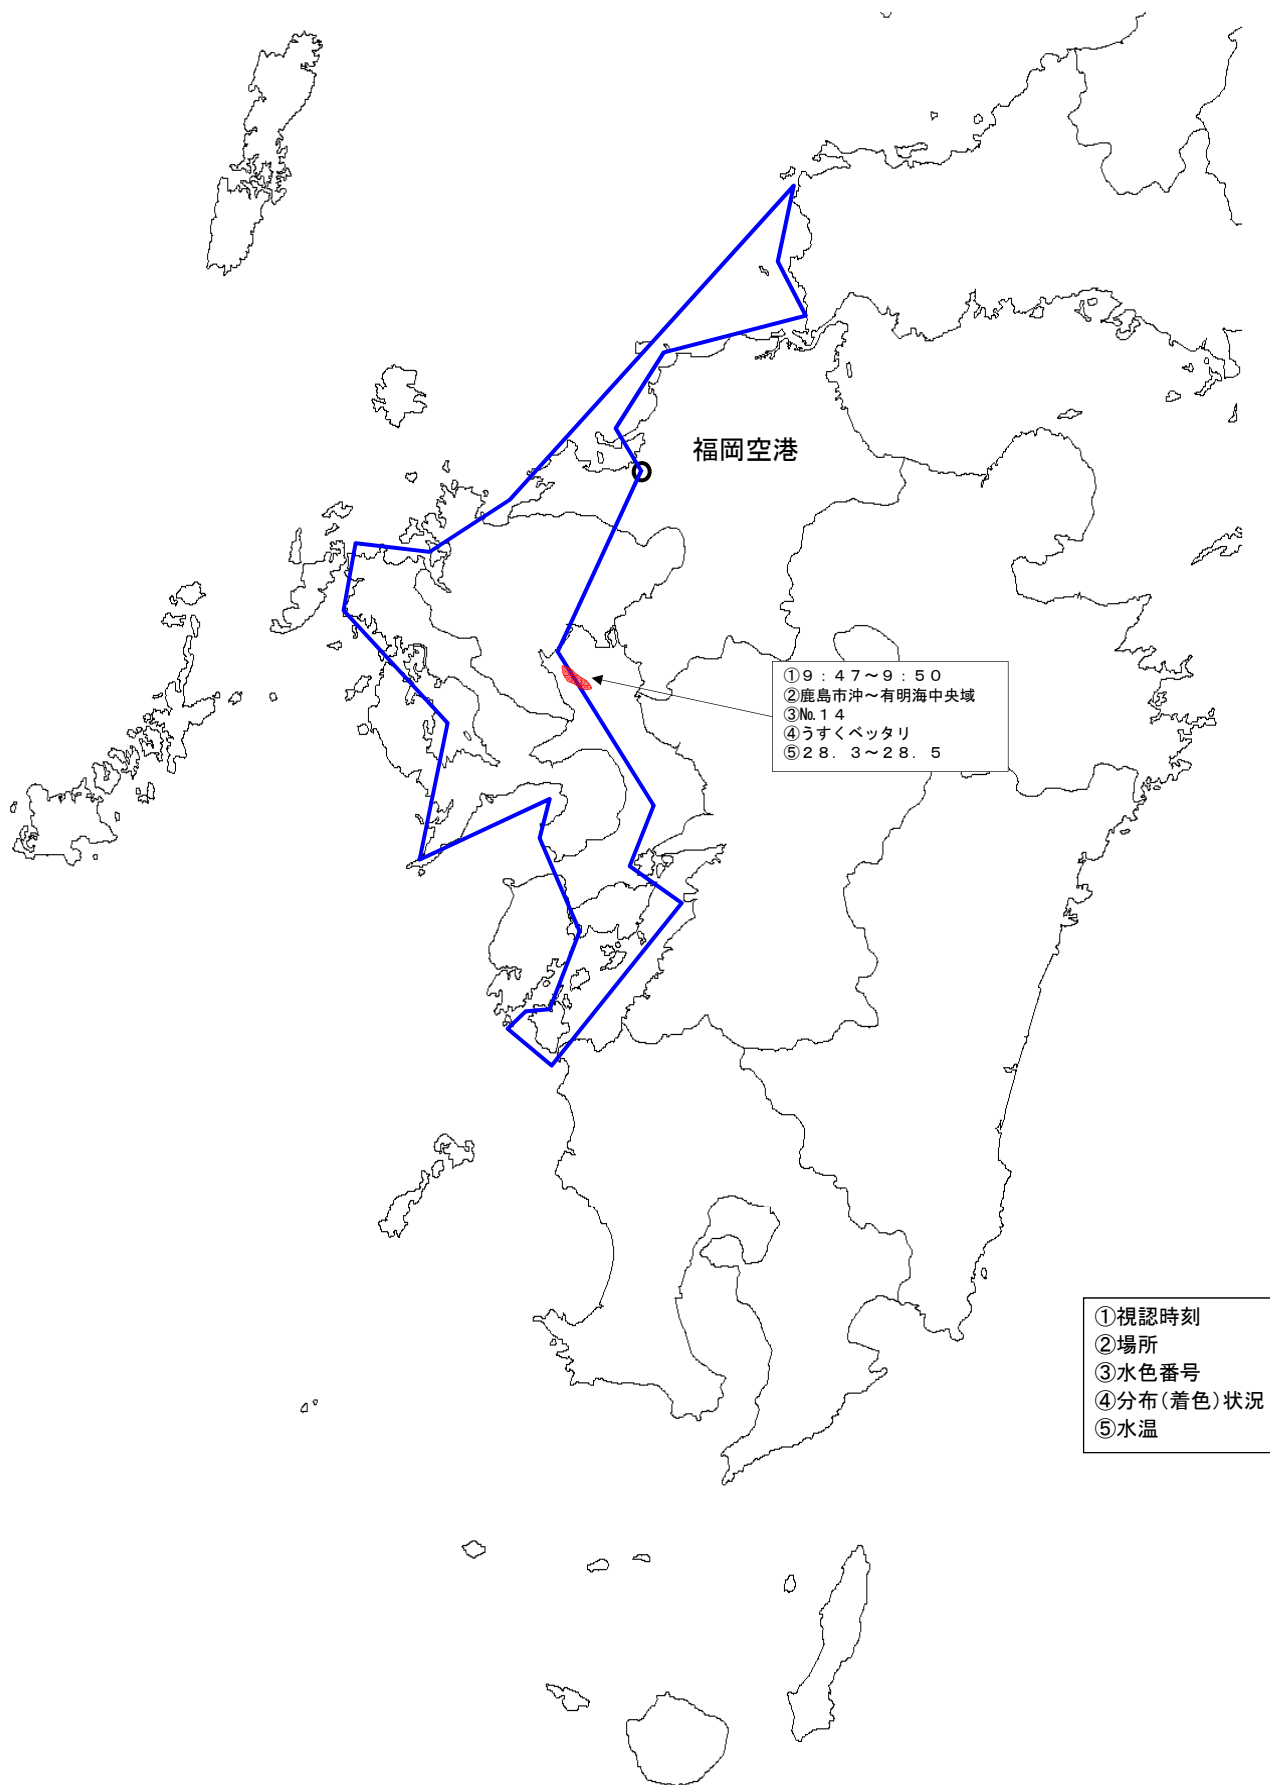 福岡空港
①９：４７～９：５０
②鹿島市沖～有明海中央域
③№１４
④うすくベッタリ
⑤２８．３～２８．５
①視認時刻
②場所
③水色番号
④分布(着色)状況
⑤水温